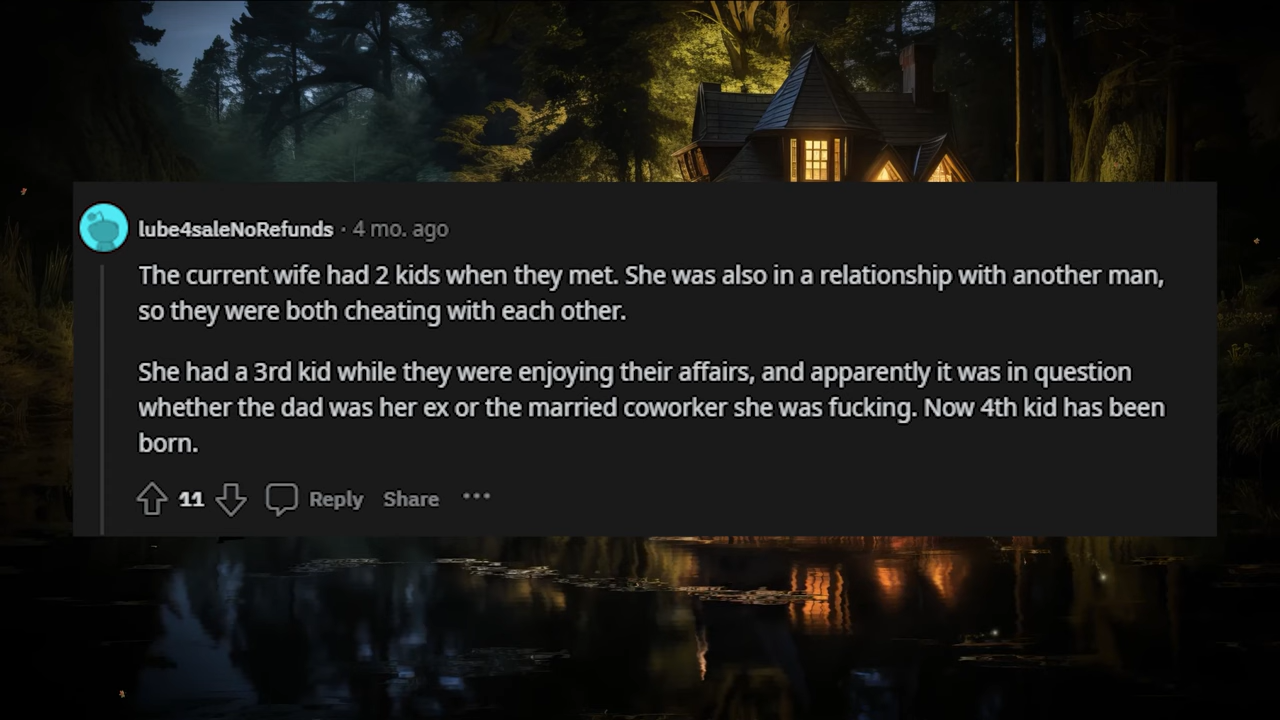 lube4saleNoRefunds · 4 mo. ago
The current wife had 2 kids when they met. She was also in a relationship with another man,
so they were both cheating with each other.
She had a 3rd kid while they were enjoying their affairs, and apparently it was in question
whether the dad was her ex or the married coworker she was fucking. Now 4th kid has been
born.
11 Reply Share ···